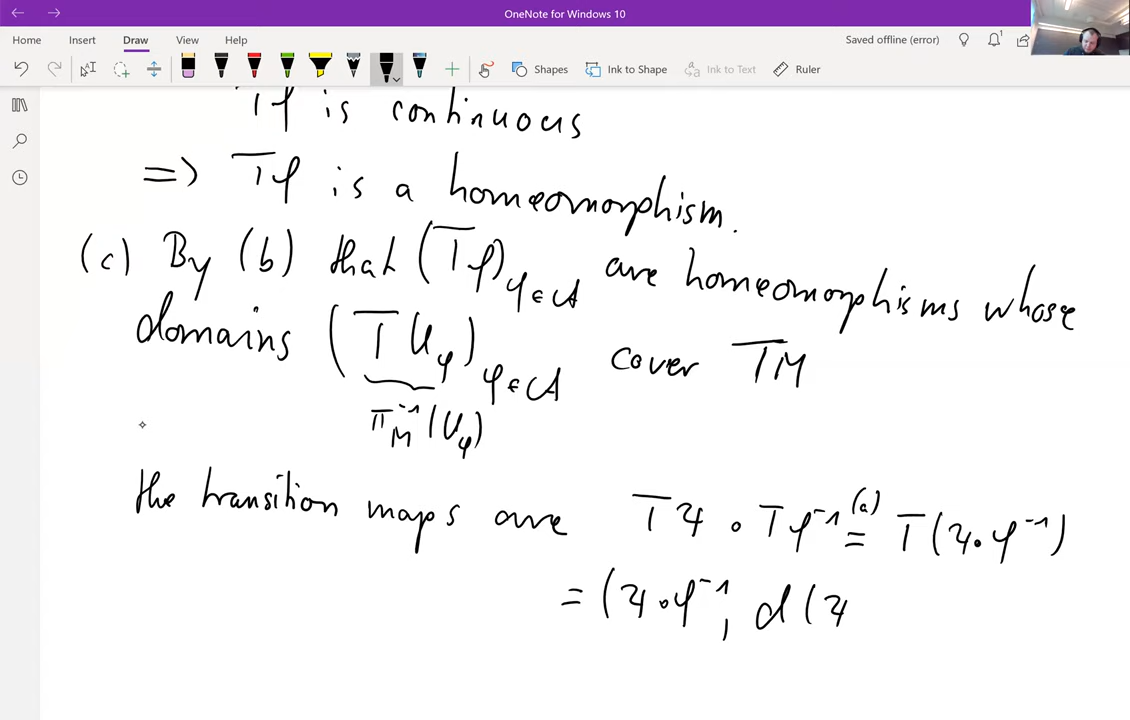 OneNote for Windows 10
Home Insert Draw View Help
Saved offline (error)
Shapes Ink to Shape Ink to Text Ruler
Tφ is continuous
=> Tφ is a homeomorphism.
(c) By (b) that (Tφ)_{φ∈A} are homeomorphisms whose
domains (TU_φ)_{φ∈A} cover TM
π_M^{-1}(U_φ)
the transition maps are Tψ ∘ Tφ^{-1} (a)= T(ψ∘φ^{-1})
= (ψ∘φ^{-1}, d(ψ